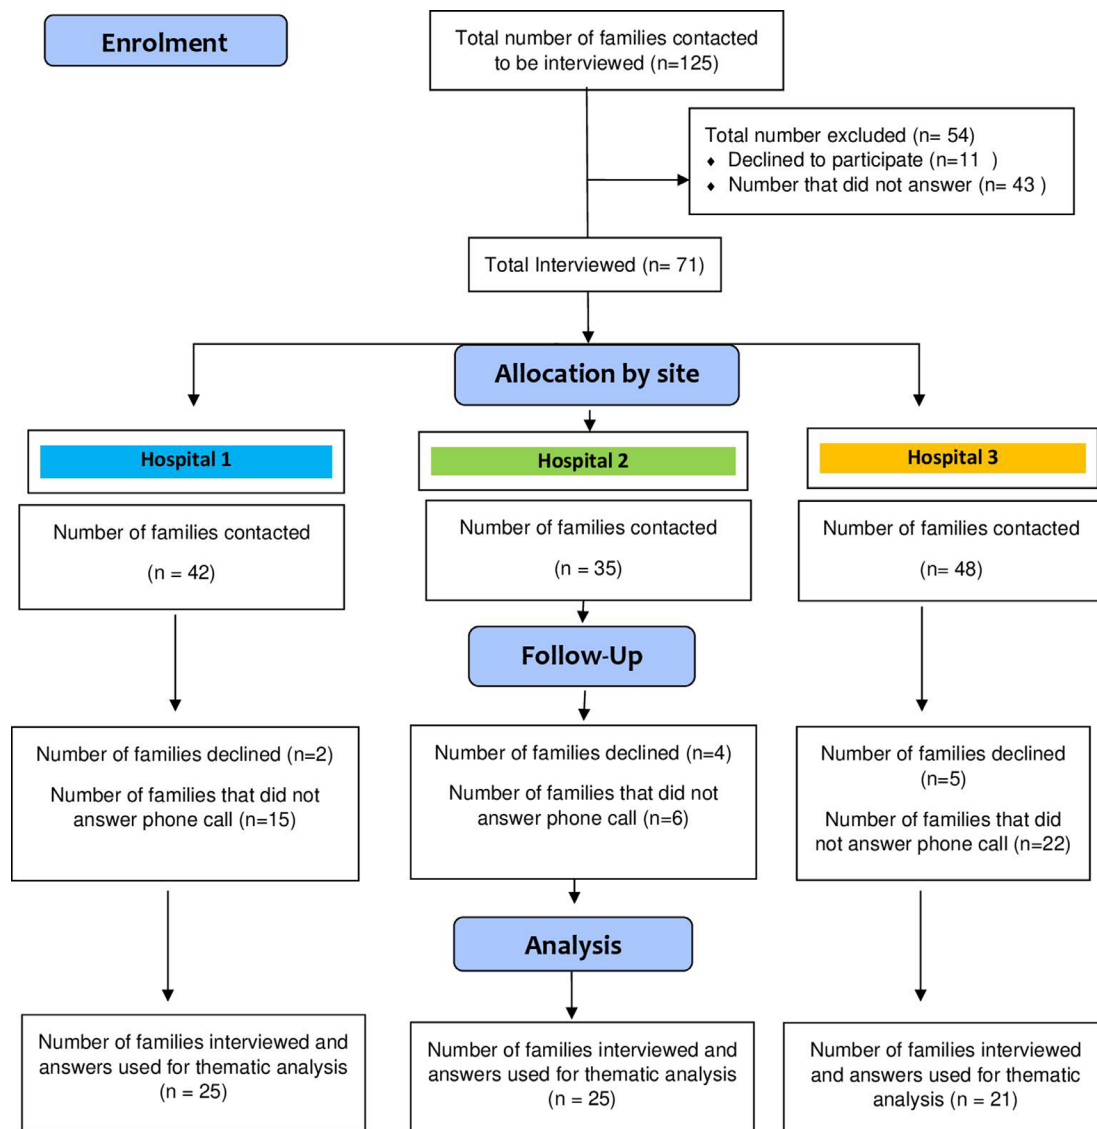 Enrolment
Total number of families contacted
to be interviewed (n=125)
Total number excluded (n= 54)
♦ Declined to participate (n=11 )
♦ Number that did not answer (n= 43 )
Total Interviewed (n= 71)
Allocation by site
Hospital 1
Hospital 2
Hospital 3
Number of families contacted
(n = 42)
Number of families contacted
(n = 35)
Number of families contacted
(n= 48)
Follow-Up
Number of families declined (n=2)
Number of families that did not
answer phone call (n=15)
Number of families declined (n=4)
Number of families that did not
answer phone call (n=6)
Number of families declined
(n=5)
Number of families that did
not answer phone call (n=22)
Analysis
Number of families interviewed and
answers used for thematic analysis
(n = 25)
Number of families interviewed and
answers used for thematic analysis
(n = 25)
Number of families interviewed
and answers used for thematic
analysis (n = 21)